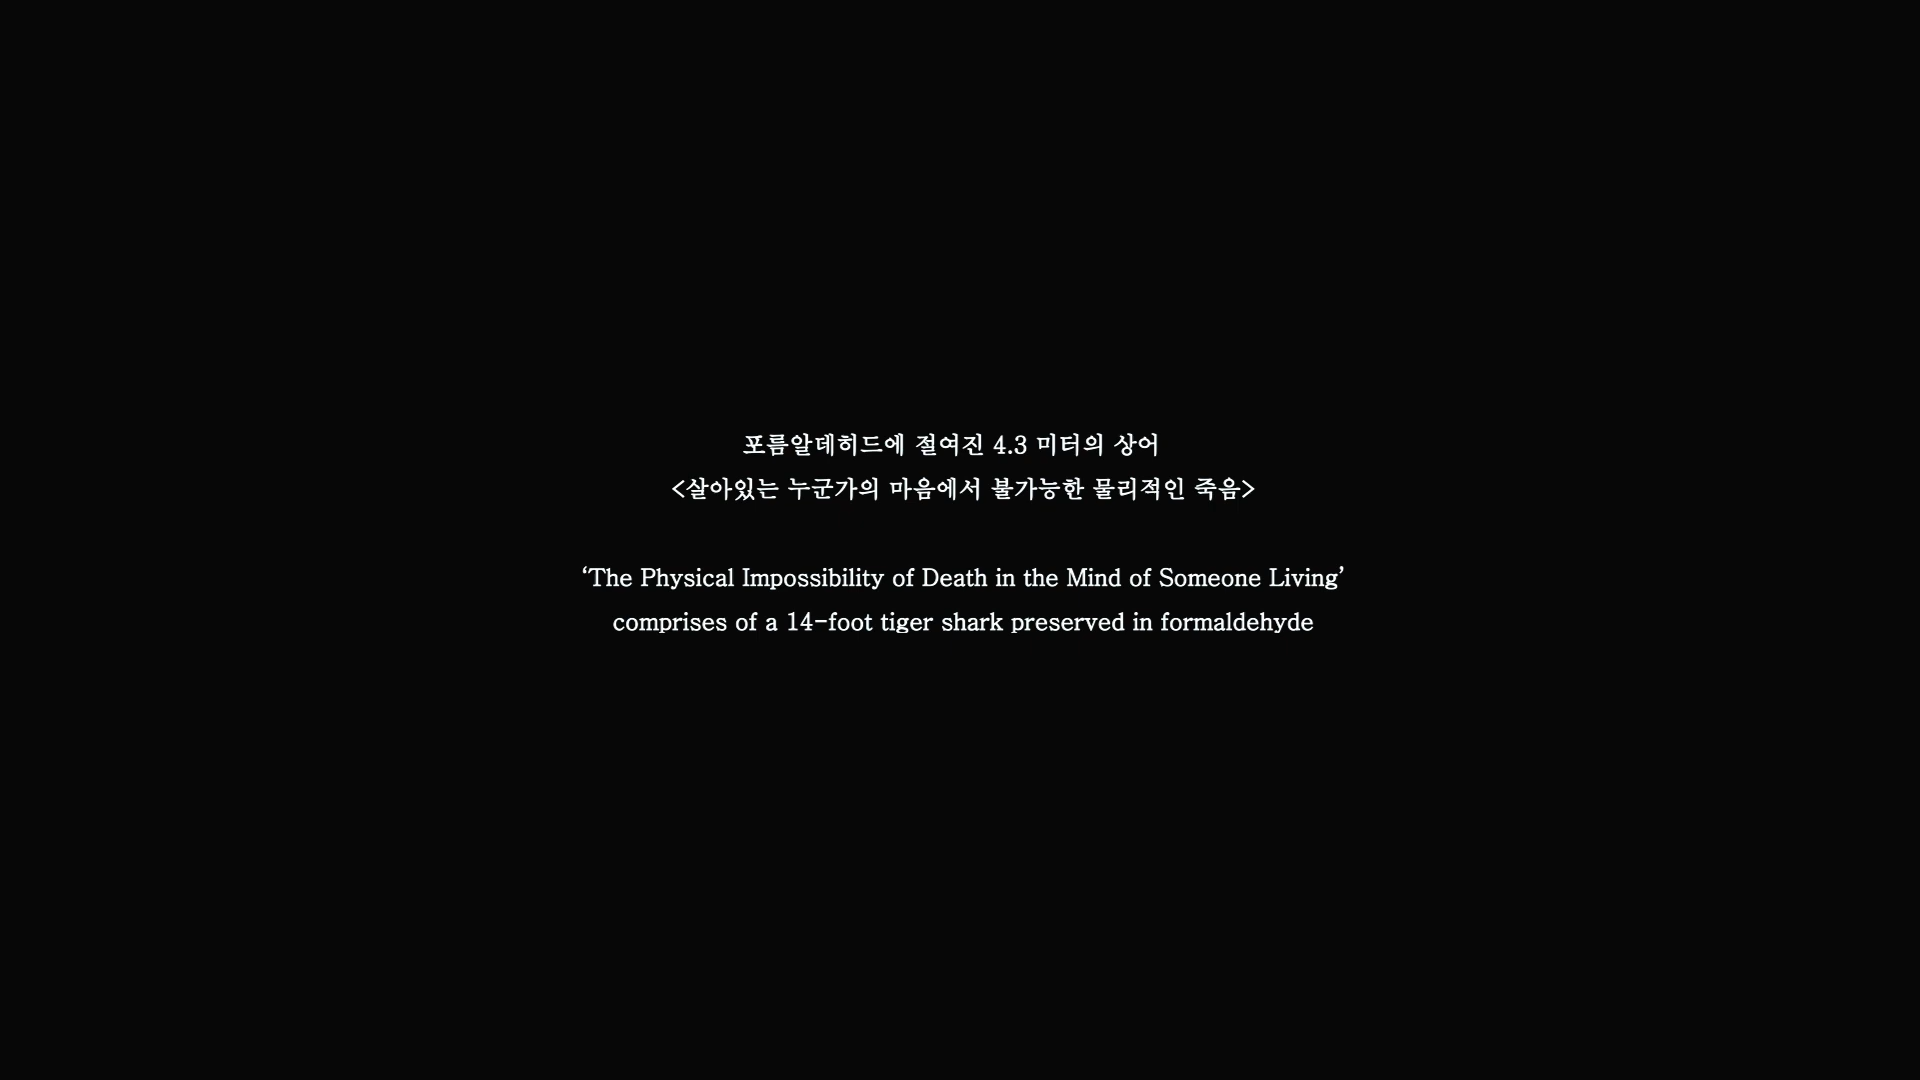 포름알데히드에 절여진 4.3 미터의 상어
<살아있는 누군가의 마음에서 불가능한 물리적인 죽음>
‘The Physical Impossibility of Death in the Mind of Someone Living’
comprises of a 14-foot tiger shark preserved in formaldehyde